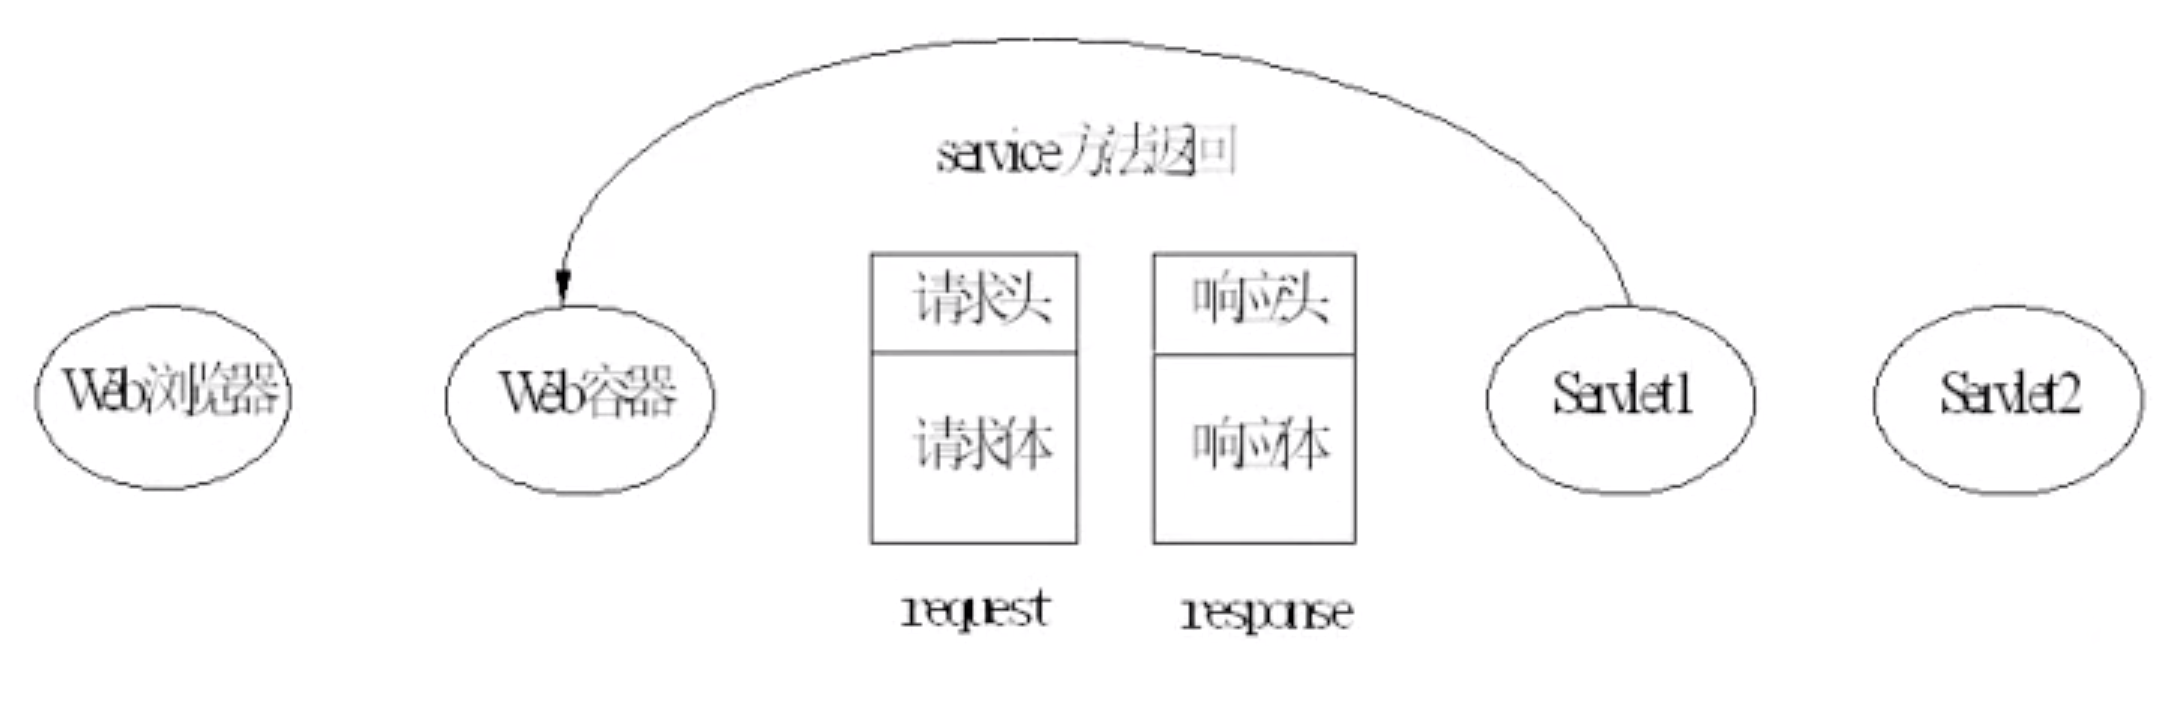 service方法返回
请求头
响应头
Web浏览器
Web容器
Servlet1
Servlet2
请求体
响应体
request
response